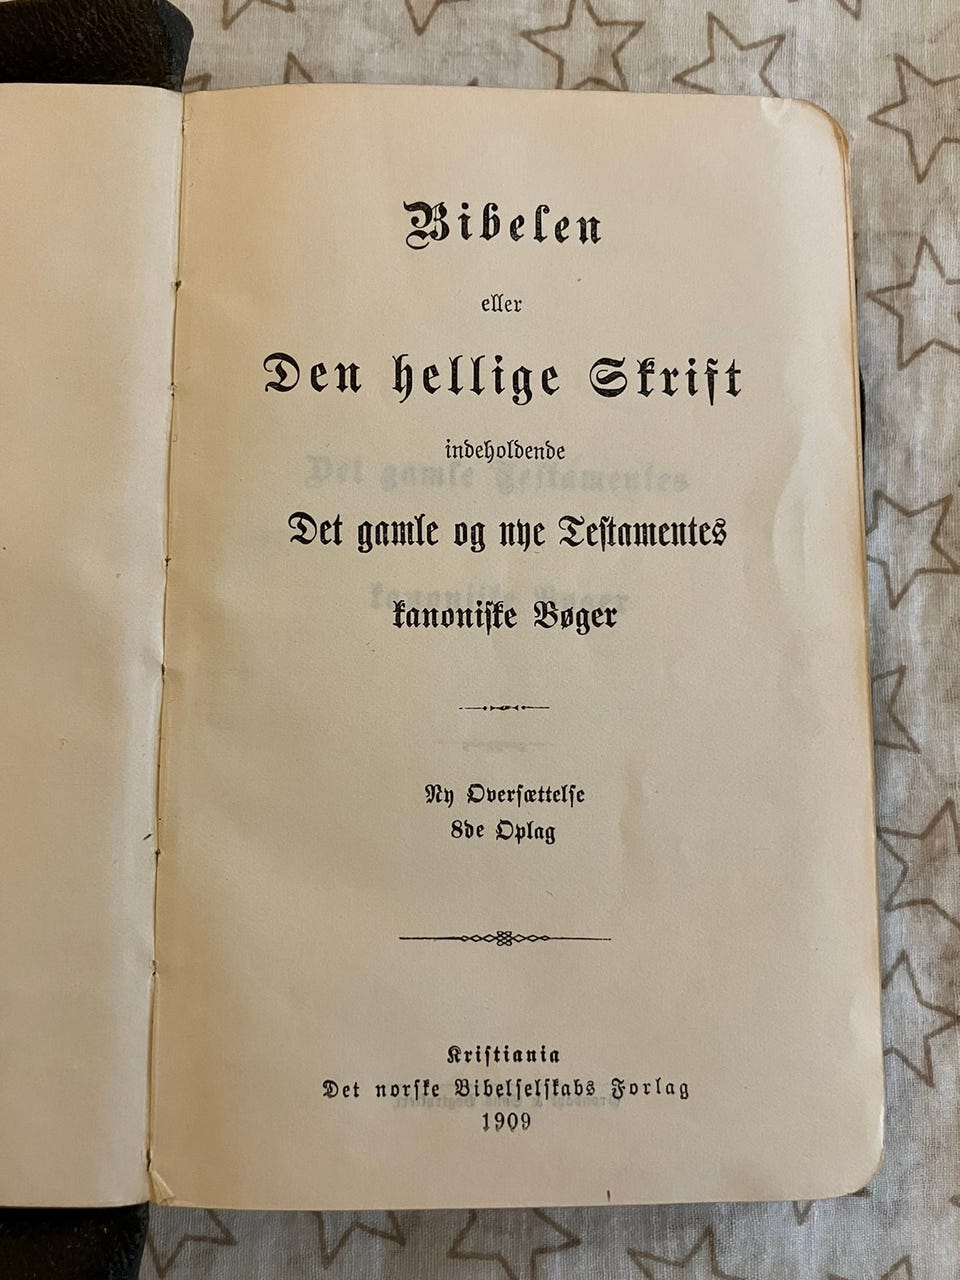 Bibelen
eller
Den hellige Skrift
indeholdende
Det gamle og nye Testamentes
kanoniske Bøger
Ny Oversættelse
8de Oplag
Kristiania
Det norske Bibelselskabs Forlag
1909